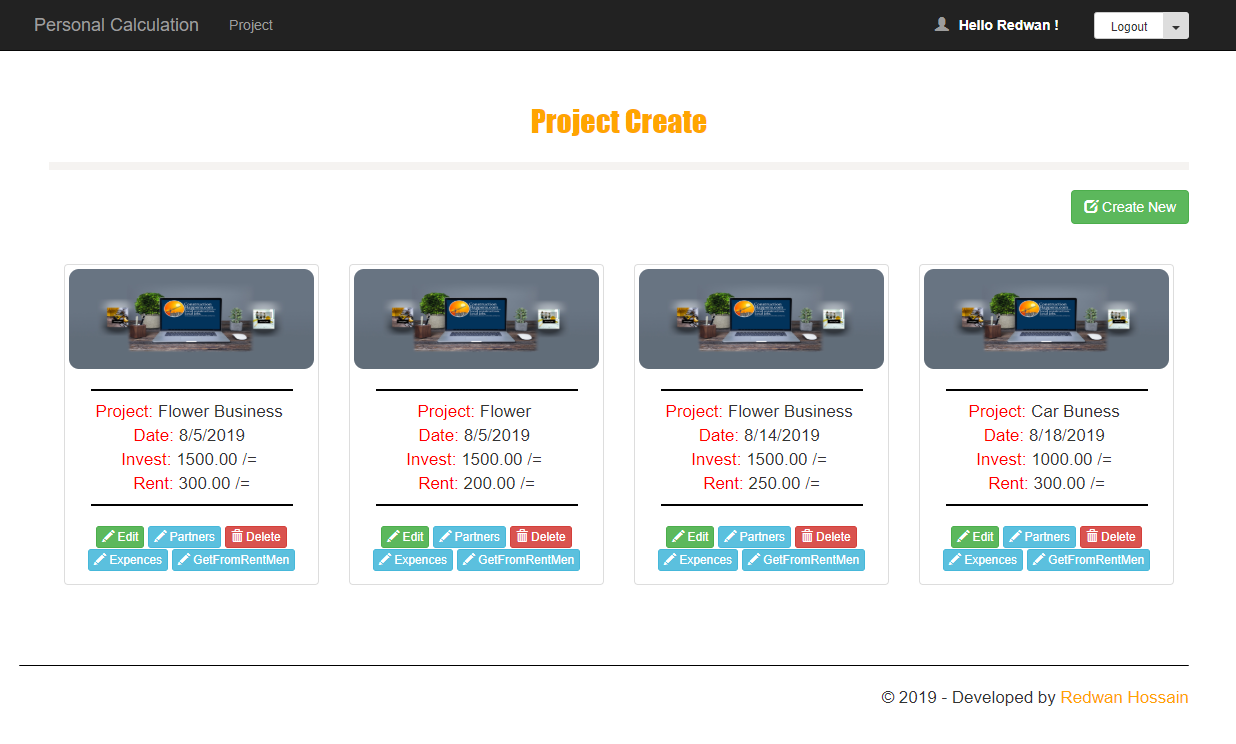 Personal Calculation Project Hello Redwan ! Logout
Project Create
Create New
Project: Flower Business
Date: 8/5/2019
Invest: 1500.00 /=
Rent: 300.00 /=
Edit Partners Delete
Expences GetFromRentMen
Project: Flower
Date: 8/5/2019
Invest: 1500.00 /=
Rent: 200.00 /=
Edit Partners Delete
Expences GetFromRentMen
Project: Flower Business
Date: 8/14/2019
Invest: 1500.00 /=
Rent: 250.00 /=
Edit Partners Delete
Expences GetFromRentMen
Project: Car Buness
Date: 8/18/2019
Invest: 1000.00 /=
Rent: 300.00 /=
Edit Partners Delete
Expences GetFromRentMen
© 2019 - Developed by Redwan Hossain